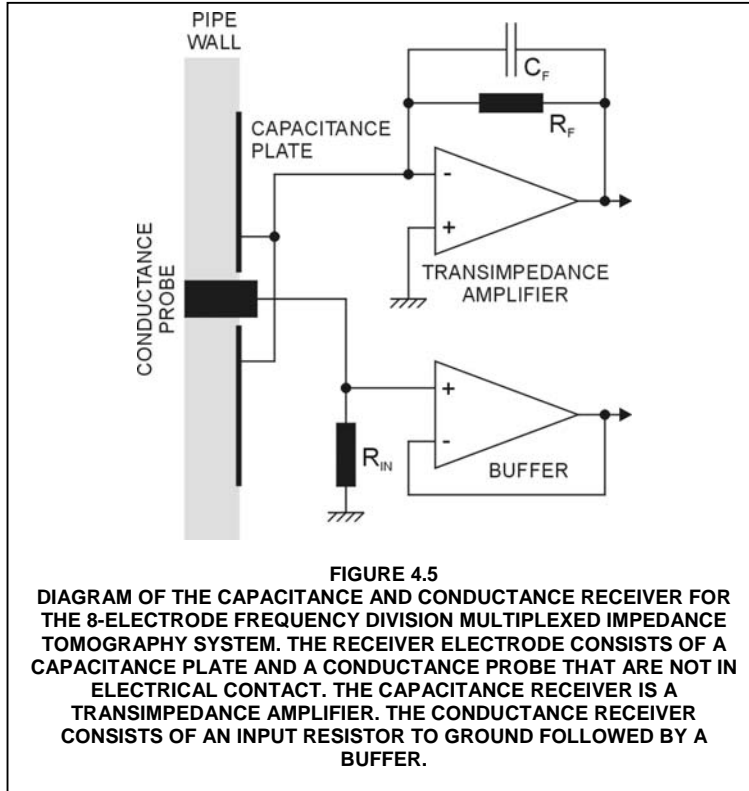 PIPE
WALL
CAPACITANCE
PLATE
CONDUCTANCE
PROBE
C_F
R_F
-
+
TRANSIMPEDANCE
AMPLIFIER
R_IN
+
-
BUFFER
FIGURE 4.5
DIAGRAM OF THE CAPACITANCE AND CONDUCTANCE RECEIVER FOR
THE 8-ELECTRODE FREQUENCY DIVISION MULTIPLEXED IMPEDANCE
TOMOGRAPHY SYSTEM. THE RECEIVER ELECTRODE CONSISTS OF A
CAPACITANCE PLATE AND A CONDUCTANCE PROBE THAT ARE NOT IN
ELECTRICAL CONTACT. THE CAPACITANCE RECEIVER IS A
TRANSIMPEDANCE AMPLIFIER. THE CONDUCTANCE RECEIVER
CONSISTS OF AN INPUT RESISTOR TO GROUND FOLLOWED BY A
BUFFER.